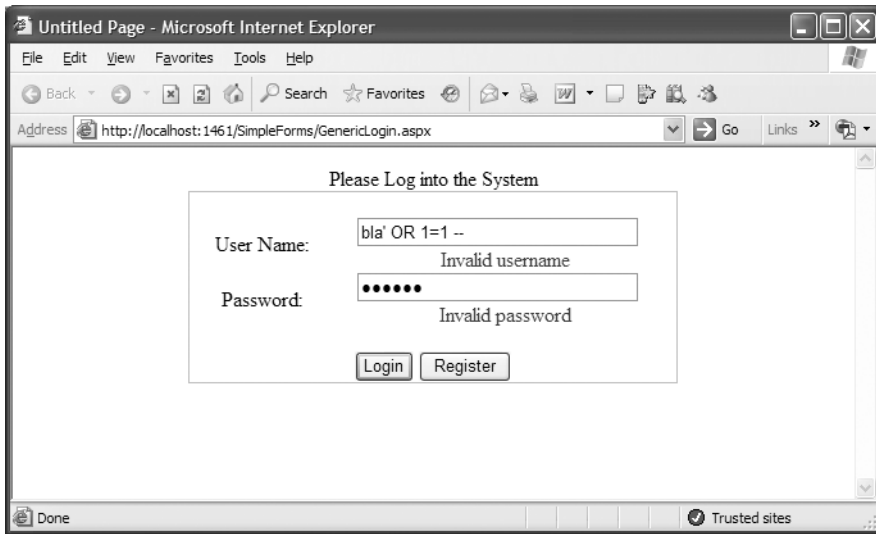 Untitled Page - Microsoft Internet Explorer
File Edit View Favorites Tools Help
Back Search Favorites
Address http://localhost:1461/SimpleForms/GenericLogin.aspx Go Links »
Please Log into the System
User Name: bla' OR 1=1 --
Invalid username
Password: ••••••
Invalid password
Login Register
Done Trusted sites